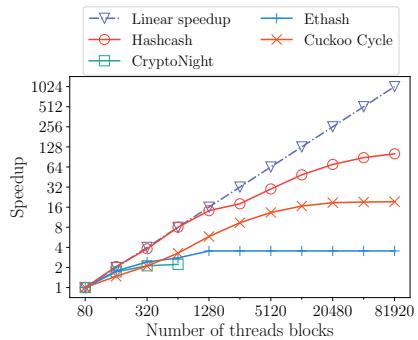 Linear speedup
Hashcash
CryptoNight
Ethash
Cuckoo Cycle
Speedup
1024
512
256
128
64
32
16
8
4
2
1
80 320 1280 5120 20480 81920
Number of threads blocks